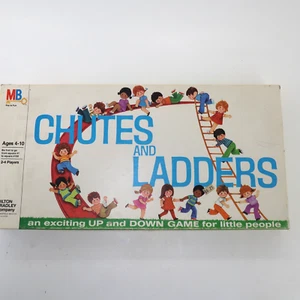 MB
Ages 4-10
2-4 Players
CHUTES
AND
LADDERS
MILTON
BRADLEY
Company
an exciting UP and DOWN GAME for little people